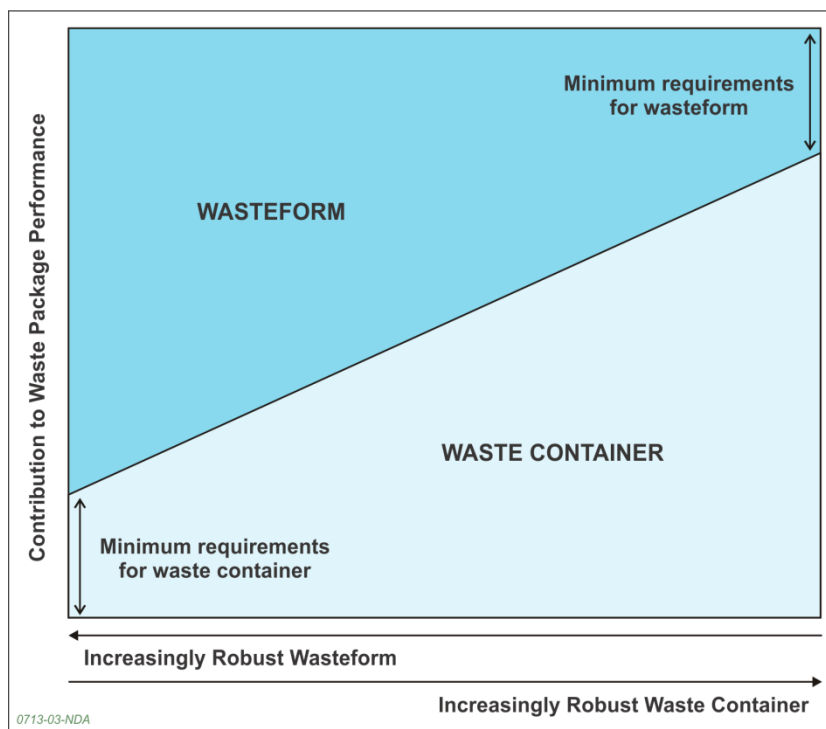 Contribution to Waste Package Performance
Minimum requirements
for wasteform
WASTEFORM
WASTE CONTAINER
Minimum requirements
for waste container
Increasingly Robust Wasteform
Increasingly Robust Waste Container
0713-03-NDA